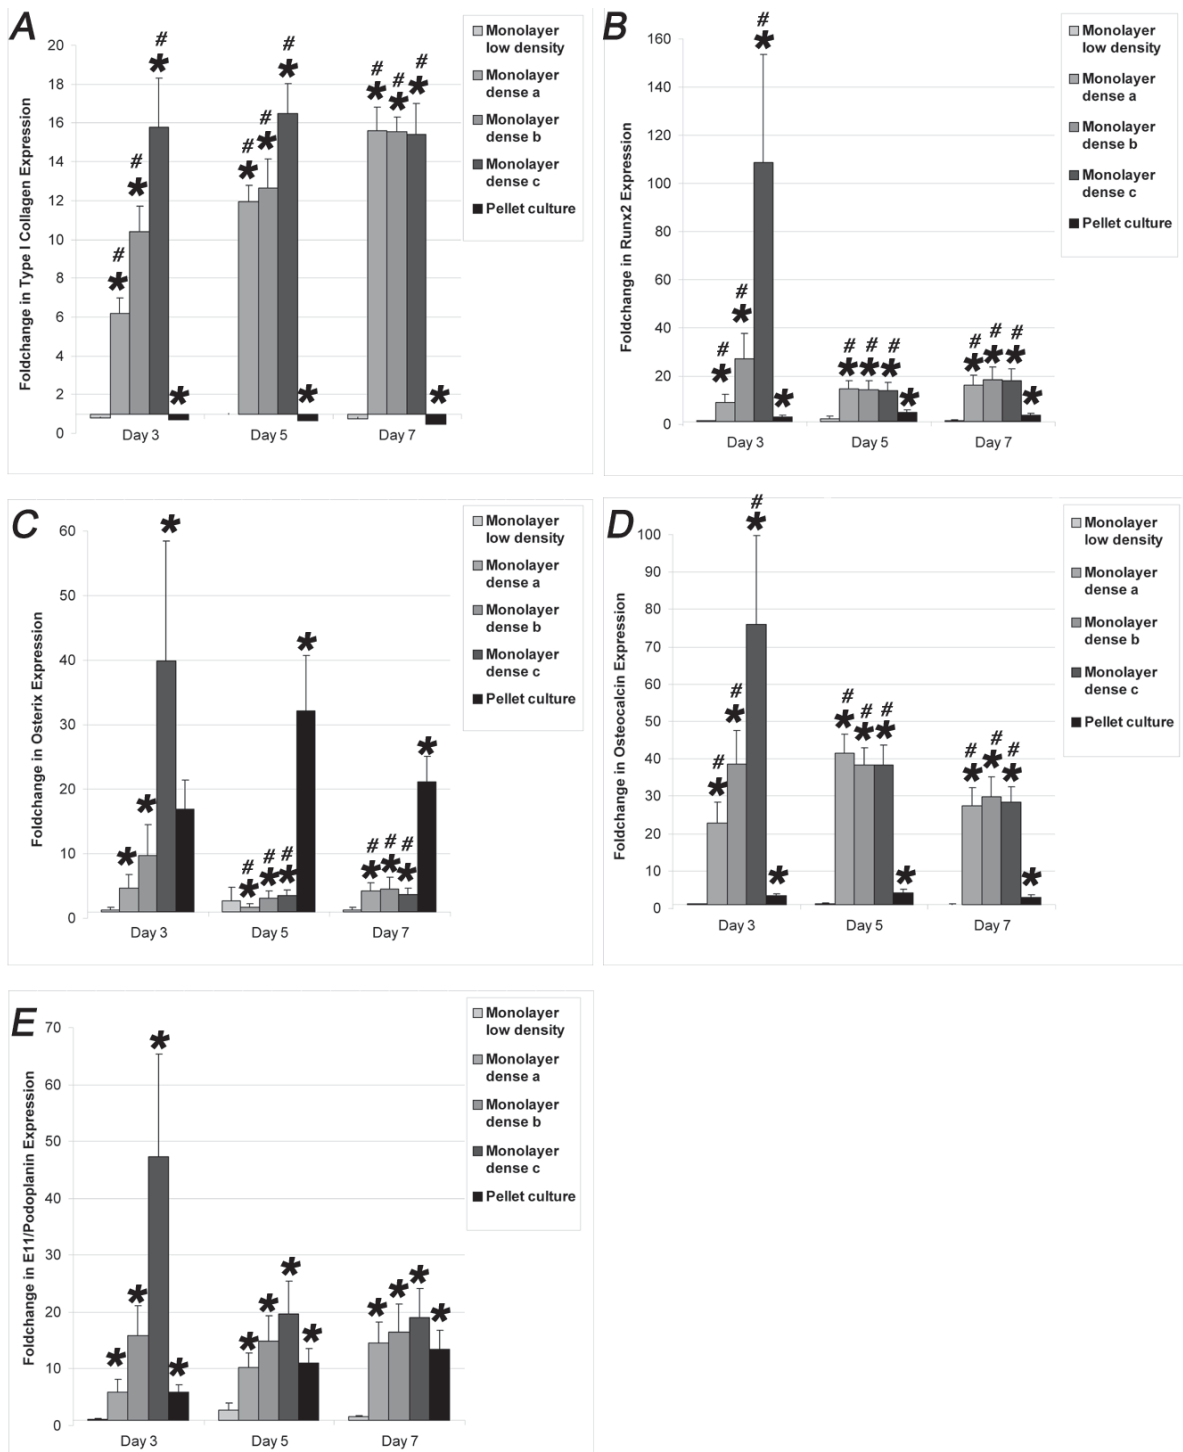 A
Foldchange in Type I Collagen Expression
20
18
16
14
12
10
8
6
4
2
0
# * # * # * *
# * # * # * *
# * # * # * *
Day 3 Day 5 Day 7
Monolayer
low density
Monolayer
dense a
Monolayer
dense b
Monolayer
dense c
Pellet culture
B
Foldchange in Runx2 Expression
160
140
120
100
80
60
40
20
0
# * # * # * *
# * # * # * *
# * # * # * *
Day 3 Day 5 Day 7
Monolayer
low density
Monolayer
dense a
Monolayer
dense b
Monolayer
dense c
Pellet culture
C
Foldchange in Osterix Expression
60
50
40
30
20
10
0
* * *
# * # * # * *
# * # * # * *
Day 3 Day 5 Day 7
Monolayer
low density
Monolayer
dense a
Monolayer
dense b
Monolayer
dense c
Pellet culture
D
Foldchange in Osteocalcin Expression
100
90
80
70
60
50
40
30
20
10
0
# * # * # * *
# * # * # * *
# * # * # * *
Day 3 Day 5 Day 7
Monolayer
low density
Monolayer
dense a
Monolayer
dense b
Monolayer
dense c
Pellet culture
E
Foldchange in E11/Podoplanin Expression
70
60
50
40
30
20
10
0
* * * *
* * * *
* * * *
Day 3 Day 5 Day 7
Monolayer
low density
Monolayer
dense a
Monolayer
dense b
Monolayer
dense c
Pellet culture